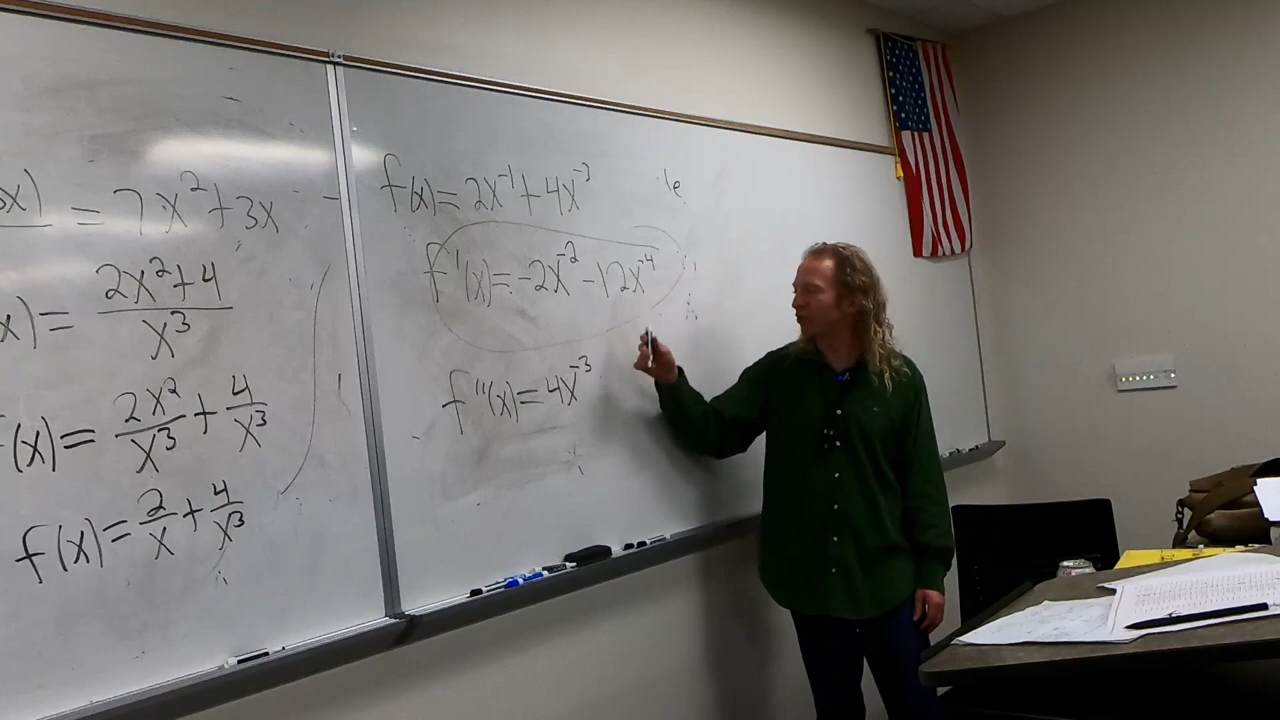 x) = 7x² + 3x
x) = (2x² + 4)/x³
f(x) = 2x²/x³ + 4/x³
f(x) = 2/x + 4/x³
f(x) = 2x⁻¹ + 4x⁻³
f'(x) = -2x⁻² - 12x⁻⁴
f''(x) = 4x⁻³